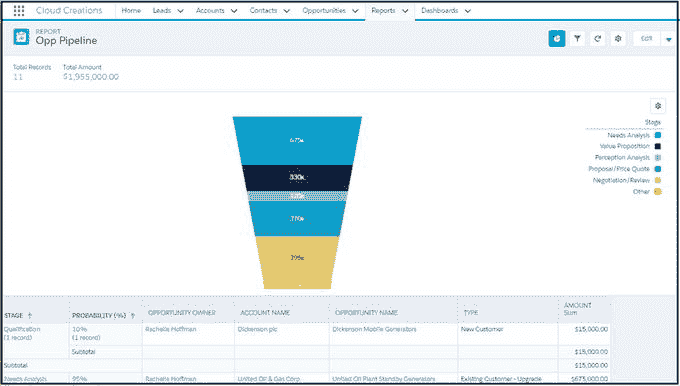 Cloud Creations Home Leads Accounts Contacts Opportunities Reports Dashboards
REPORT
Opp Pipeline
Edit
Total Records Total Amount
11 $1,955,000.00
Stage
Needs Analysis
Value Proposition
Perception Analysis
Proposal/Price Quote
Negotiation/Review
Other
675k
330k
STAGE ↑ PROBABILITY (%) ↑ OPPORTUNITY OWNER ACCOUNT NAME OPPORTUNITY NAME TYPE AMOUNT
Sum
Qualification 10% Rachelle Hoffman Dickenson plc Dickenson Mobile Generators New Customer $15,000.00
(1 record) (1 record)
Subtotal $15,000.00
Subtotal $15,000.00
Needs Analysis 95% Rachelle Hoffman United Oil & Gas Corp. United Oil Plant Standby Generators Existing Customer - Upgrade $675,000.00